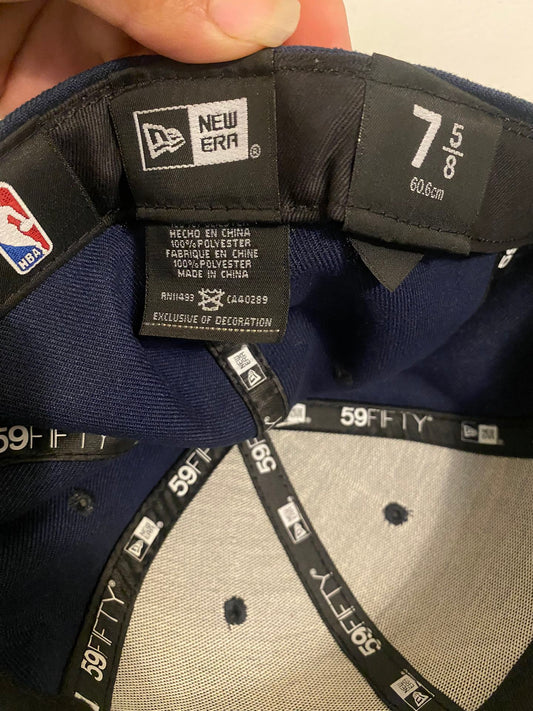 NEW
ERA®
7 5/8
60.6cm
NBA
HECHO EN CHINA
100% POLYESTER
FABRIQUE EN CHINE
100% POLYESTER
MADE IN CHINA
RN11493 CA40289
EXCLUSIVE OF DECORATION
59FIFTY®
59FIFTY
59FIFTY
59FIFTY
59FIFTY®
59FIFTY®